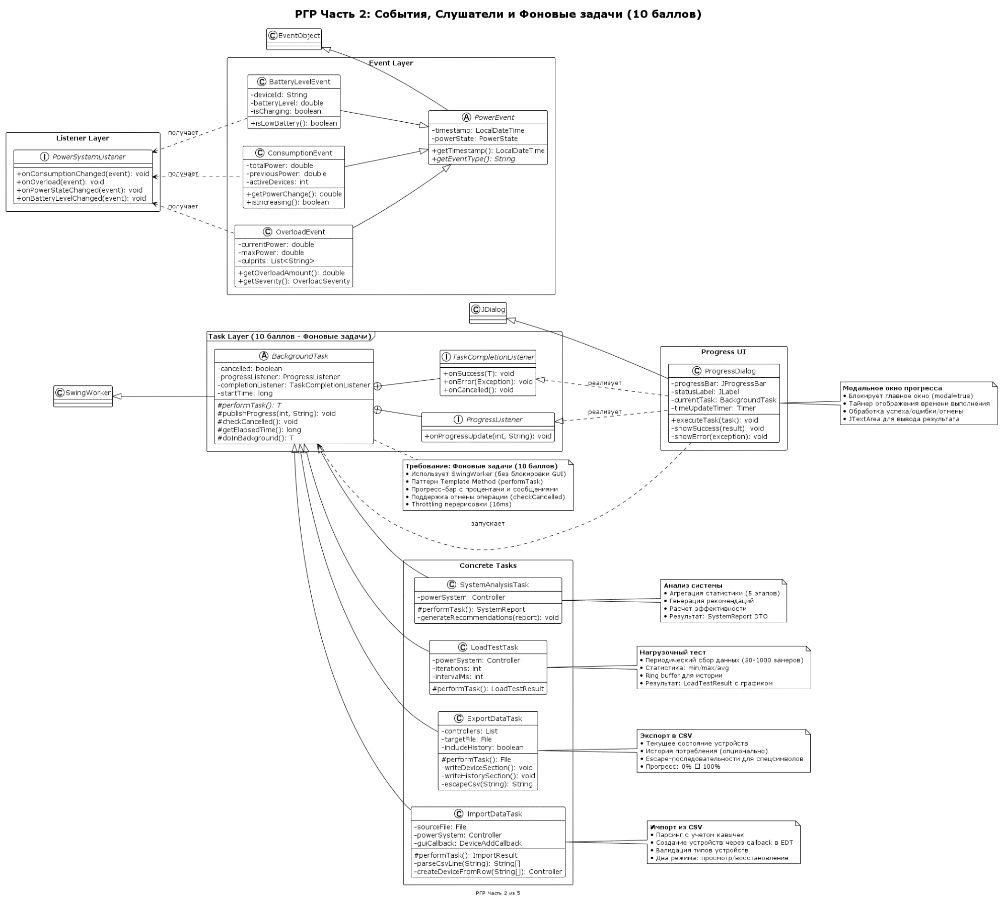 РГР Часть 2: События, Слушатели и Фоновые задачи (10 баллов)
C EventObject
Event Layer
C BatteryLevelEvent
-deviceId: String
-batteryLevel: double
-isCharging: boolean
+isLowBattery(): boolean
A PowerEvent
-timestamp: LocalDateTime
-powerState: PowerState
+getTimestamp(): LocalDateTime
+getEventType(): String
Listener Layer
I PowerSystemListener
+onConsumptionChanged(event): void
+onOverload(event): void
+onPowerStateChanged(event): void
+onBatteryLevelChanged(event): void
получает
получает
получает
C ConsumptionEvent
-totalPower: double
-previousPower: double
-activeDevices: int
+getPowerChange(): double
+isIncreasing(): boolean
C OverloadEvent
-currentPower: double
-maxPower: double
-culprits: List<String>
+getOverloadAmount(): double
+getSeverity(): OverloadSeverity
C JDialog
Task Layer (10 баллов - Фоновые задачи)
C SwingWorker
A BackgroundTask
-cancelled: boolean
-progressListener: ProgressListener
-completionListener: TaskCompletionListener
-startTime: long
#performTask(): T
#publishProgress(int, String): void
#checkCancelled(): void
#getElapsedTime(): long
#doInBackground(): T
I TaskCompletionListener
+onSuccess(T): void
+onError(Exception): void
+onCancelled(): void
I ProgressListener
+onProgressUpdate(int, String): void
реализует
реализует
Progress UI
C ProgressDialog
-progressBar: JProgressBar
-statusLabel: JLabel
-currentTask: BackgroundTask
-timeUpdateTimer: Timer
+executeTask(task): void
-showSuccess(result): void
-showError(exception): void
Модальное окно прогресса
• Блокирует главное окно (modal=true)
• Таймер отображения времени выполнения
• Обработка успеха/ошибки/отмены
• JTextArea для вывода результата
Требование: Фоновые задачи (10 баллов)
• Использует SwingWorker (без блокировки GUI)
• Паттерн Template Method (performTask)
• Прогресс-бар с процентами и сообщениями
• Поддержка отмены операции (checkCancelled)
• Throttling перерисовки (16ms)
запускает
Concrete Tasks
C SystemAnalysisTask
-powerSystem: Controller
#performTask(): SystemReport
-generateRecommendations(report): void
Анализ системы
• Агрегация статистики (5 этапов)
• Генерация рекомендаций
• Расчет эффективности
• Результат: SystemReport DTO
C LoadTestTask
-powerSystem: Controller
-iterations: int
-intervalMs: int
#performTask(): LoadTestResult
Нагрузочный тест
• Периодический сбор данных (50-1000 замеров)
• Статистика: min/max/avg
• Ring buffer для истории
• Результат: LoadTestResult с графиком
C ExportDataTask
-controllers: List
-targetFile: File
-includeHistory: boolean
#performTask(): File
-writeDeviceSection(): void
-writeHistorySection(): void
-escapeCsv(String): String
Экспорт в CSV
• Текущее состояние устройств
• История потребления (опционально)
• Escape-последовательности для спецсимволов
• Прогресс: 0% □ 100%
C ImportDataTask
-sourceFile: File
-powerSystem: Controller
-guiCallback: DeviceAddCallback
#performTask(): ImportResult
-parseCsvLine(String): String[]
-createDeviceFromRow(String[]): Controller
Импорт из CSV
• Парсинг с учетом кавычек
• Создание устройств через callback в EDT
• Валидация типов устройств
• Два режима: просмотр/восстановление
РГР Часть 2 из 5